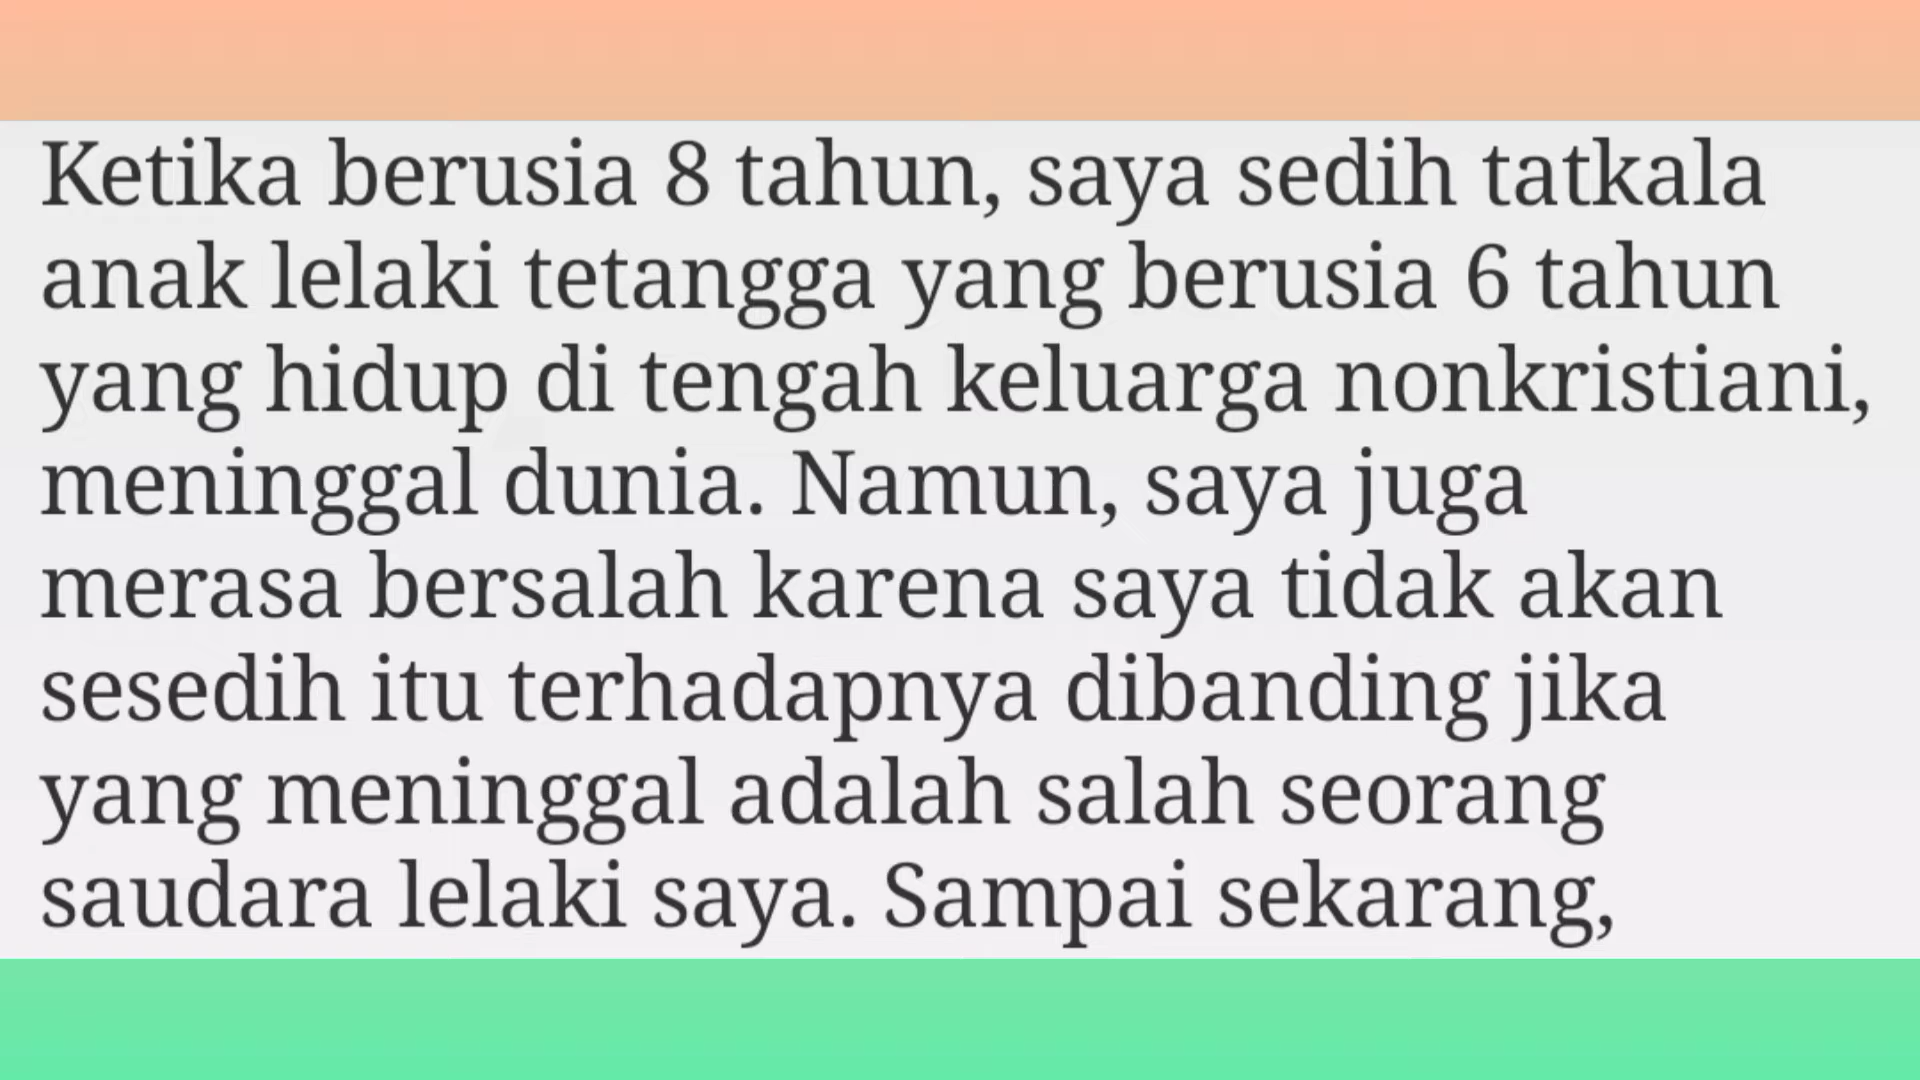 Ketika berusia 8 tahun, saya sedih tatkala
anak lelaki tetangga yang berusia 6 tahun
yang hidup di tengah keluarga nonkristiani,
meninggal dunia. Namun, saya juga
merasa bersalah karena saya tidak akan
sesedih itu terhadapnya dibanding jika
yang meninggal adalah salah seorang
saudara lelaki saya. Sampai sekarang,